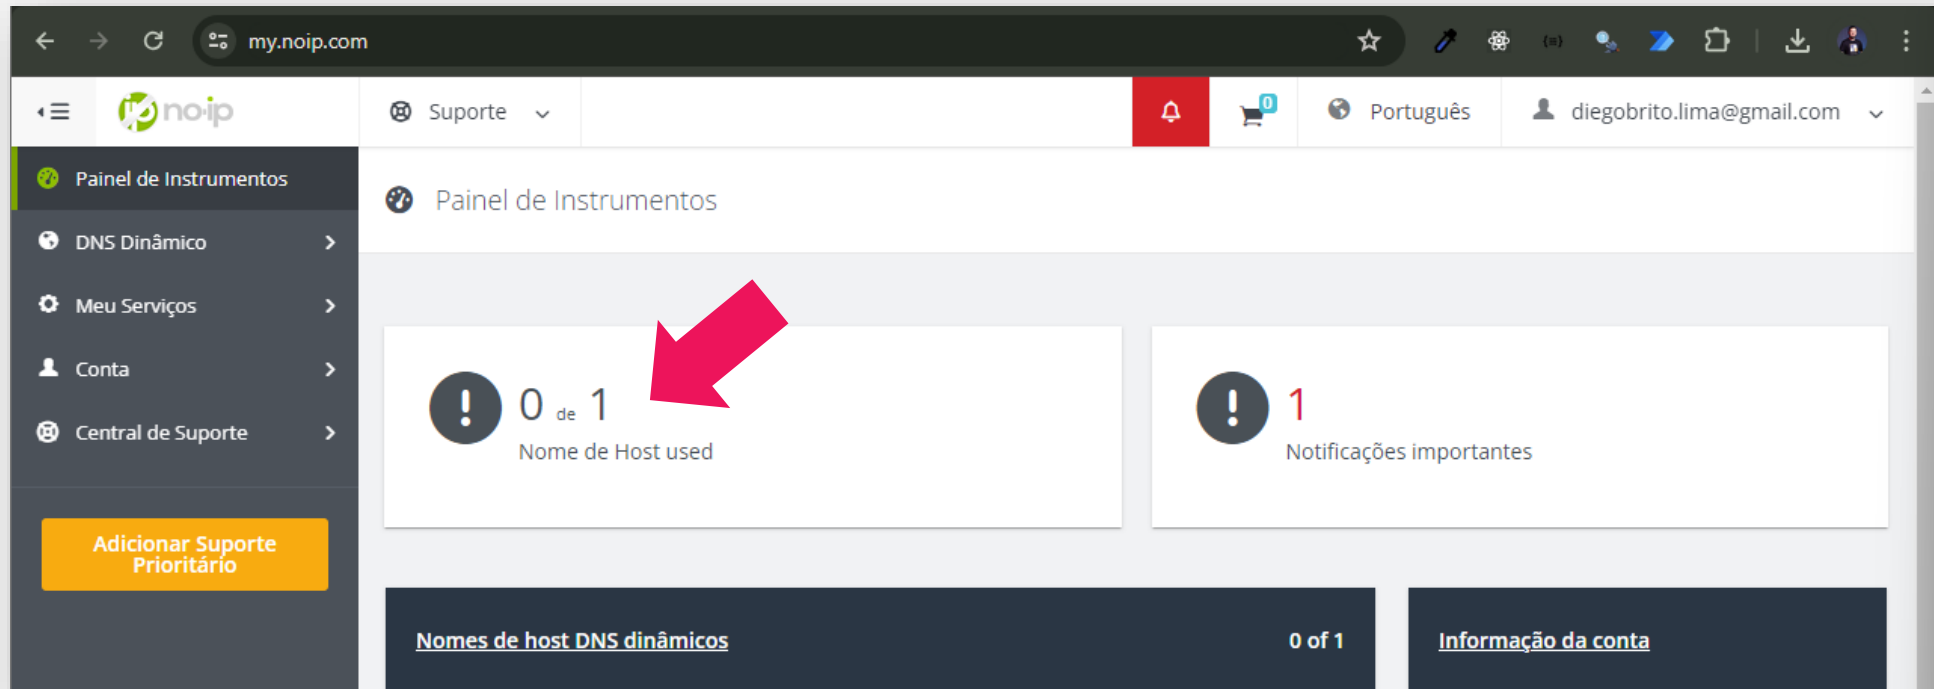 my.noip.com
no·ip
Suporte
0
Português
diegobrito.lima@gmail.com
Painel de Instrumentos
DNS Dinâmico
Meu Serviços
Conta
Central de Suporte
Adicionar Suporte
Prioritário
Painel de Instrumentos
0 de 1
Nome de Host used
1
Notificações importantes
Nomes de host DNS dinâmicos
0 of 1
Informação da conta